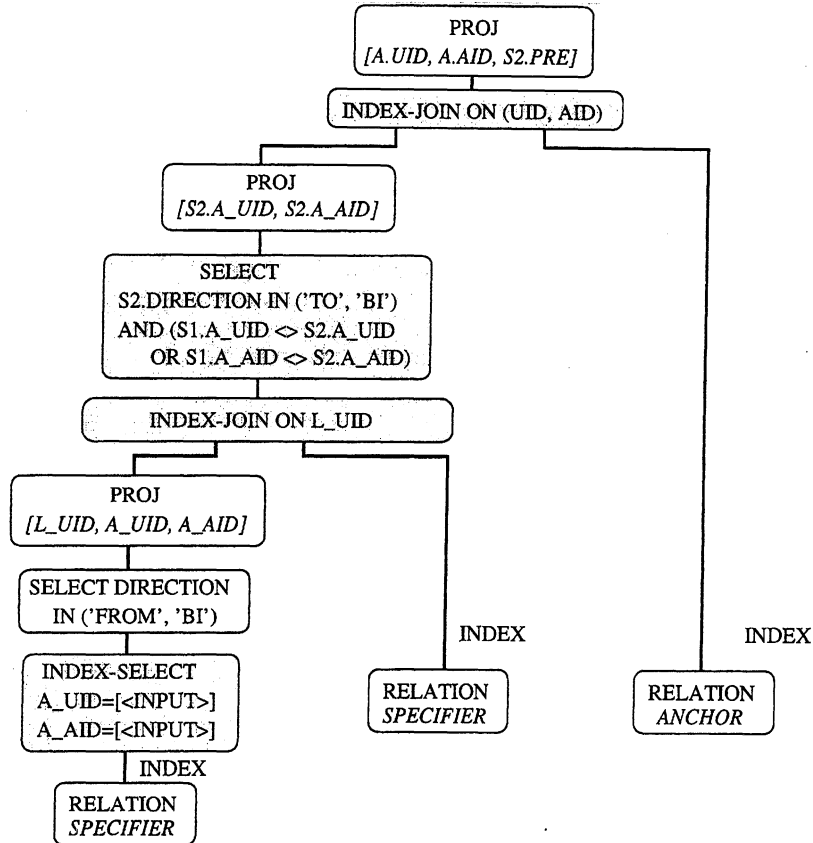 PROJ
[A.UID, A.AID, S2.PRE]
INDEX-JOIN ON (UID, AID)
PROJ
[S2.A_UID, S2.A_AID]
SELECT
S2.DIRECTION IN ('TO', 'BI')
AND (S1.A_UID <> S2.A_UID
OR S1.A_AID <> S2.A_AID)
INDEX-JOIN ON L_UID
PROJ
[L_UID, A_UID, A_AID]
SELECT DIRECTION
IN ('FROM', 'BI')
INDEX-SELECT
A_UID=[<INPUT>]
A_AID=[<INPUT>]
INDEX
RELATION
SPECIFIER
INDEX
RELATION
SPECIFIER
INDEX
RELATION
ANCHOR